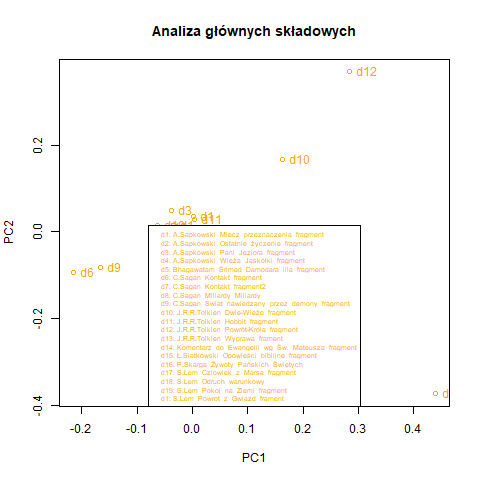 Analiza głównych składowych
d12
d10
d3
d1
d11
d6
d9
d
PC2
0.2
0.0
-0.2
-0.4
d1: A.Sapkowski Miecz przeznaczenia fragment
d2: A.Sapkowski Ostatnie życzenie fragment
d3: A.Sapkowski Pani Jeziora fragment
d4: A.Sapkowski Wieża Jaskółki fragment
d5: Bhagawatam Srimad Damodara lila fragment
d6: C.Sagan Kontakt fragment
d7: C.Sagan Kontakt fragment2
d8: C.Sagan Miliardy Miliardy
d9: C.Sagan Świat nawiedzany przez demony fragment
d10: J.R.R.Tolkien Dwie-Wieże fragment
d11: J.R.R.Tolkien Hobbit fragment
d12: J.R.R.Tolkien Powrót-Króla fragment
d13: J.R.R.Tolkien Wyprawa frament
d14: Komentarz do Ewangelii wg Św. Mateusza fragment
d15: Ł.Siatkowski Opowieści biblijne fragment
d16: P.Skarga Żywoty Pańskich Świętych
d17: S.Lem Człowiek z Marsa fragment
d18: S.Lem Odruch warunkowy
d19: S.Lem Pokoj na Ziemi fragment
d1: S.Lem Powrot z Gwiazd fragment
-0.2 -0.1 0.0 0.1 0.2 0.3 0.4
PC1